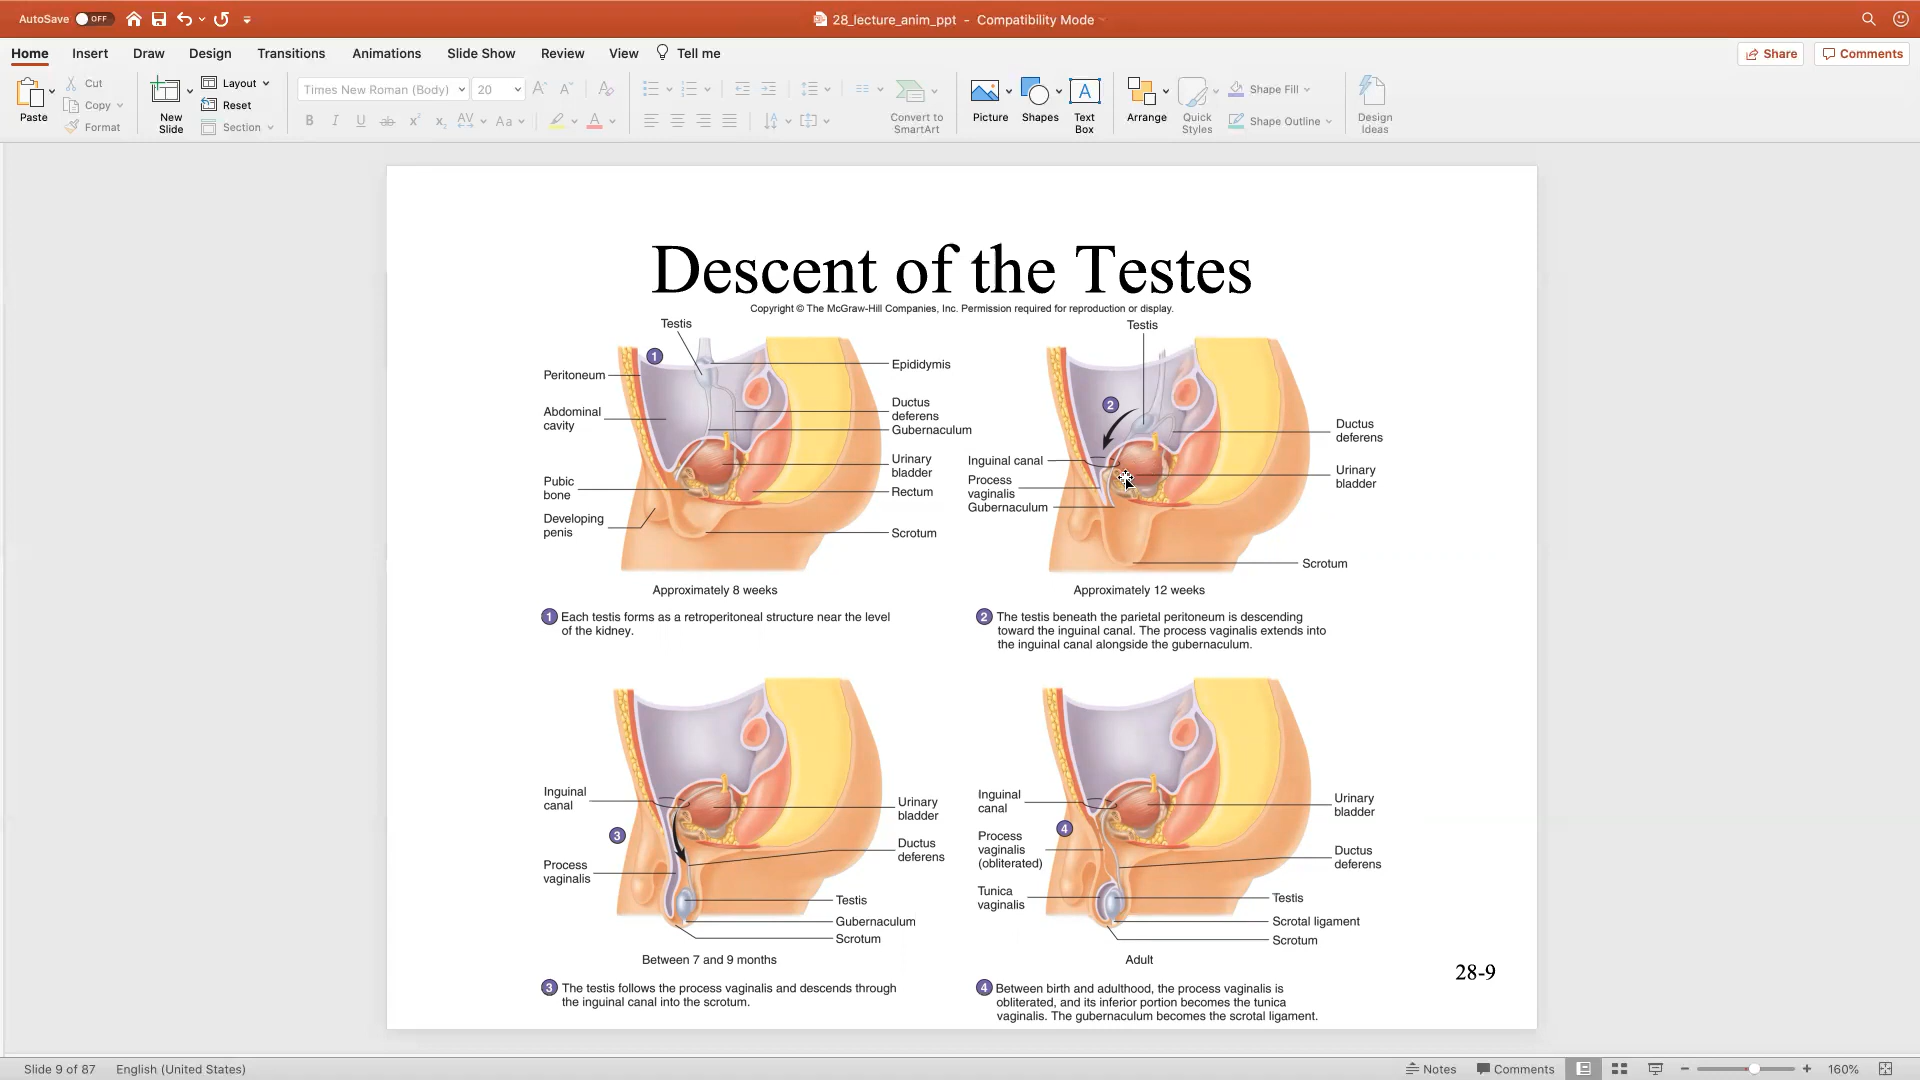 AutoSave OFF
28_lecture_anim_ppt - Compatibility Mode
Home Insert Draw Design Transitions Animations Slide Show Review View Tell me
Share Comments
Paste
Cut
Copy
Format
New
Slide
Layout
Reset
Section
Times New Roman (Body) 20
Convert to
SmartArt
Picture
Shapes
Text
Box
Arrange
Quick
Styles
Shape Fill
Shape Outline
Design
Ideas
Descent of the Testes
Copyright © The McGraw-Hill Companies, Inc. Permission required for reproduction or display.
Testis
1
Peritoneum
Abdominal
cavity
Pubic
bone
Developing
penis
Epididymis
Ductus
deferens
Gubernaculum
Urinary
bladder
Rectum
Scrotum
Approximately 8 weeks
1 Each testis forms as a retroperitoneal structure near the level
of the kidney.
Testis
2
Inguinal canal
Process
vaginalis
Gubernaculum
Ductus
deferens
Urinary
bladder
Scrotum
Approximately 12 weeks
2 The testis beneath the parietal peritoneum is descending
toward the inguinal canal. The process vaginalis extends into
the inguinal canal alongside the gubernaculum.
Inguinal
canal
3
Process
vaginalis
Urinary
bladder
Ductus
deferens
Testis
Gubernaculum
Scrotum
Between 7 and 9 months
3 The testis follows the process vaginalis and descends through
the inguinal canal into the scrotum.
Inguinal
canal
4
Process
vaginalis
(obliterated)
Tunica
vaginalis
Urinary
bladder
Ductus
deferens
Testis
Scrotal ligament
Scrotum
Adult
28-9
4 Between birth and adulthood, the process vaginalis is
obliterated, and its inferior portion becomes the tunica
vaginalis. The gubernaculum becomes the scrotal ligament.
Slide 9 of 87 English (United States)
Notes Comments 160%